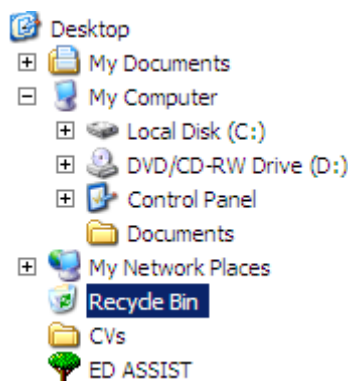 Desktop
My Documents
My Computer
Local Disk (C:)
DVD/CD-RW Drive (D:)
Control Panel
Documents
My Network Places
Recycle Bin
CVs
ED ASSIST